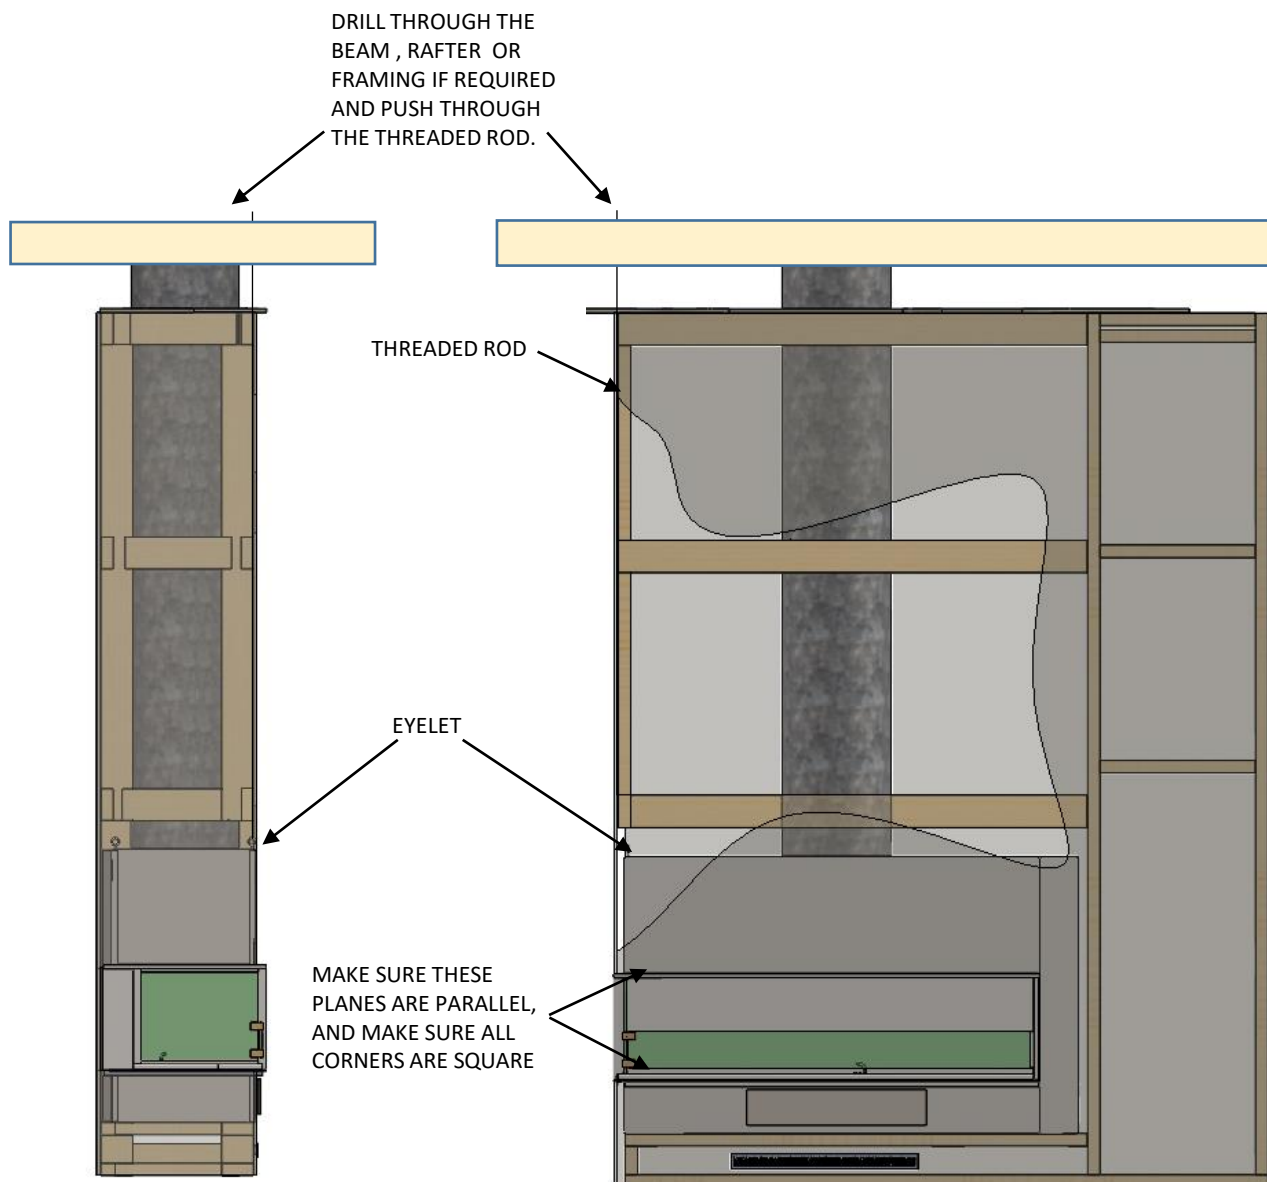 DRILL THROUGH THE
BEAM , RAFTER OR
FRAMING IF REQUIRED
AND PUSH THROUGH
THE THREADED ROD.
THREADED ROD
EYELET
MAKE SURE THESE
PLANES ARE PARALLEL,
AND MAKE SURE ALL
CORNERS ARE SQUARE